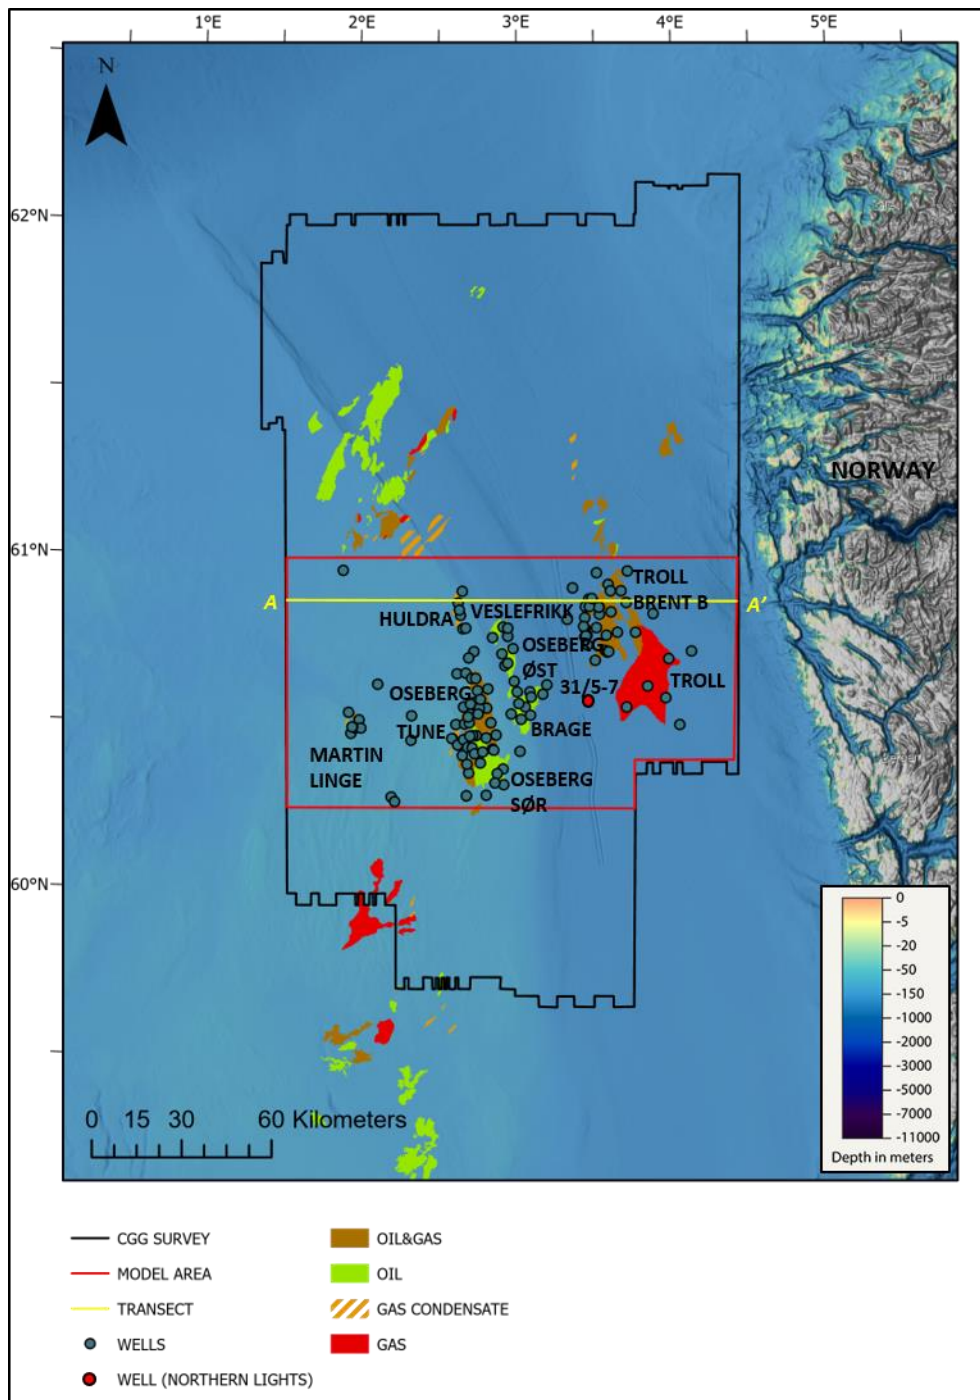 1°E 2°E 3°E 4°E 5°E
N
62°N
NORWAY
61°N
TROLL
A BRENT B A'
HULDRA VESLEFRIKK
OSEBERG
ØST
31/5-7 TROLL
OSEBERG
TUNE BRAGE
MARTIN
LINGE
OSEBERG
SØR
60°N
0
-5
-20
-50
-150
-1000
-2000
-3000
-5000
-7000
-11000
Depth in meters
0 15 30 60 Kilometers
CGG SURVEY
MODEL AREA
TRANSECT
WELLS
WELL (NORTHERN LIGHTS)
OIL&GAS
OIL
GAS CONDENSATE
GAS